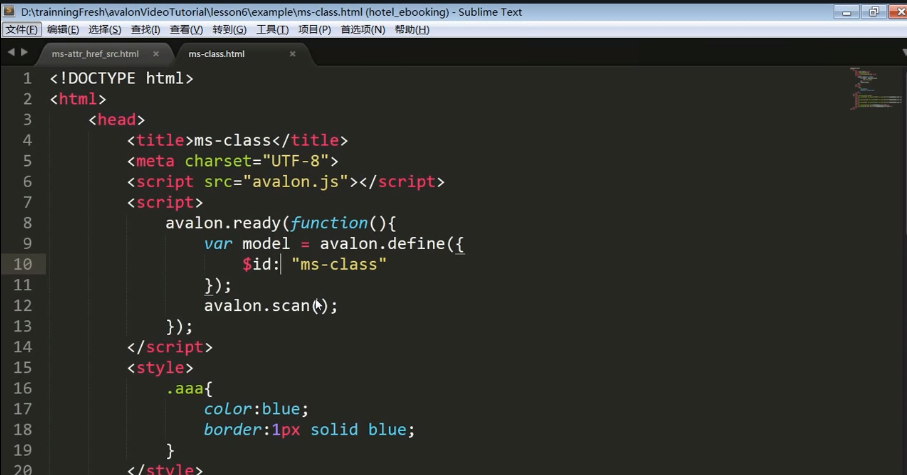 D:\trainningFresh\avalonVideoTutorial\lesson6\example\ms-class.html (hotel_ebooking) - Sublime Text
文件(F) 编辑(E) 选择(S) 查找(I) 查看(V) 转到(G) 工具(T) 项目(P) 首选项(N) 帮助(H)
ms-attr_href_src.html × ms-class.html ×
1 <!DOCTYPE html>
2 <html>
3 <head>
4 <title>ms-class</title>
5 <meta charset="UTF-8">
6 <script src="avalon.js"></script>
7 <script>
8 avalon.ready(function(){
9 var model = avalon.define({
10 $id: "ms-class"
11 });
12 avalon.scan();
13 });
14 </script>
15 <style>
16 .aaa{
17 color:blue;
18 border:1px solid blue;
19 }
20 </style>